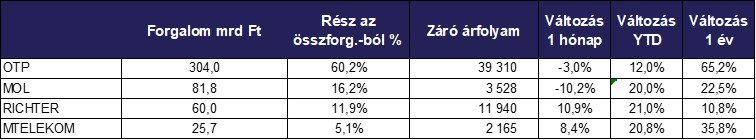 Forgalom mrd Ft Rész az összforg.-ból % Záró árfolyam Változás 1 hónap Változás YTD Változás 1 év
OTP 304,0 60,2% 39 310 -3,0% 12,0% 65,2%
MOL 81,8 16,2% 3 528 -10,2% 20,0% 22,5%
RICHTER 60,0 11,9% 11 940 10,9% 21,0% 10,8%
MTELEKOM 25,7 5,1% 2 165 8,4% 20,8% 35,8%